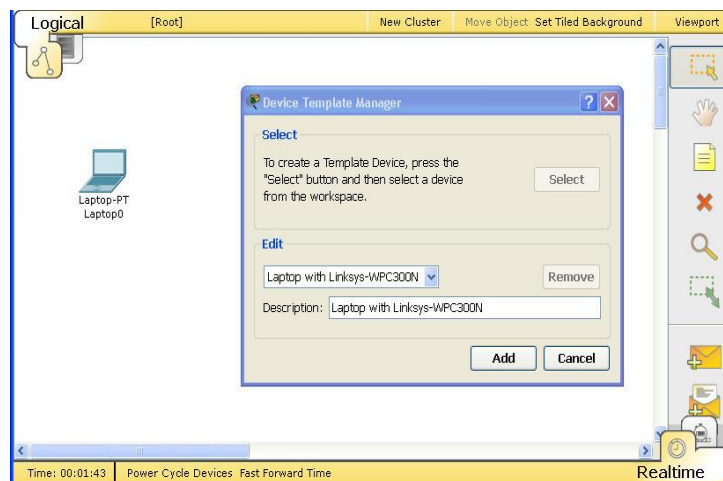 Logical [Root] New Cluster Move Object Set Tiled Background Viewport
Device Template Manager
Select
To create a Template Device, press the
"Select" button and then select a device
from the workspace.
Select
Laptop-PT
Laptop0
Edit
Laptop with Linksys-WPC300N
Remove
Description: Laptop with Linksys-WPC300N
Add Cancel
Time: 00:01:43 Power Cycle Devices Fast Forward Time Realtime